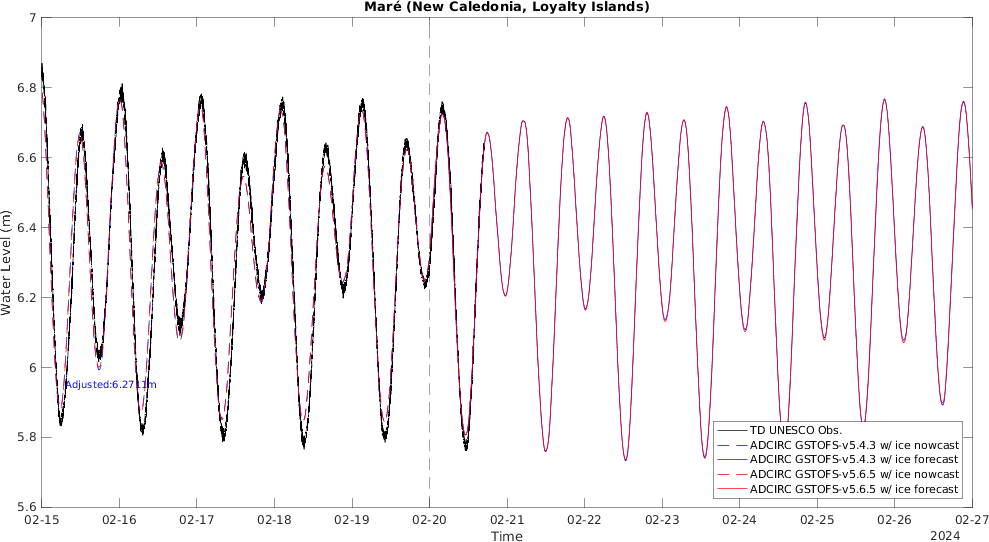 Maré (New Caledonia, Loyalty Islands)
7
6.8
6.6
6.4
6.2
6
5.8
5.6
Water Level (m)
Adjusted:6.2711m
TD UNESCO Obs.
ADCIRC GSTOFS-v5.4.3 w/ ice nowcast
ADCIRC GSTOFS-v5.4.3 w/ ice forecast
ADCIRC GSTOFS-v5.6.5 w/ ice nowcast
ADCIRC GSTOFS-v5.6.5 w/ ice forecast
02-15 02-16 02-17 02-18 02-19 02-20 02-21 02-22 02-23 02-24 02-25 02-26 02-27
Time
2024